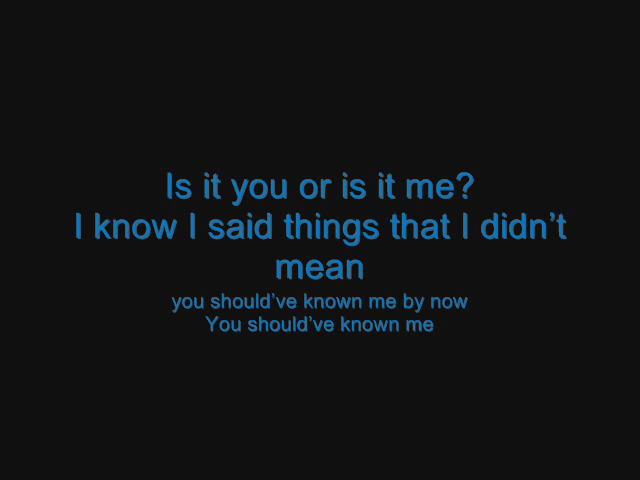 Is it you or is it me?
I know I said things that I didn’t
mean
you should’ve known me by now
You should’ve known me